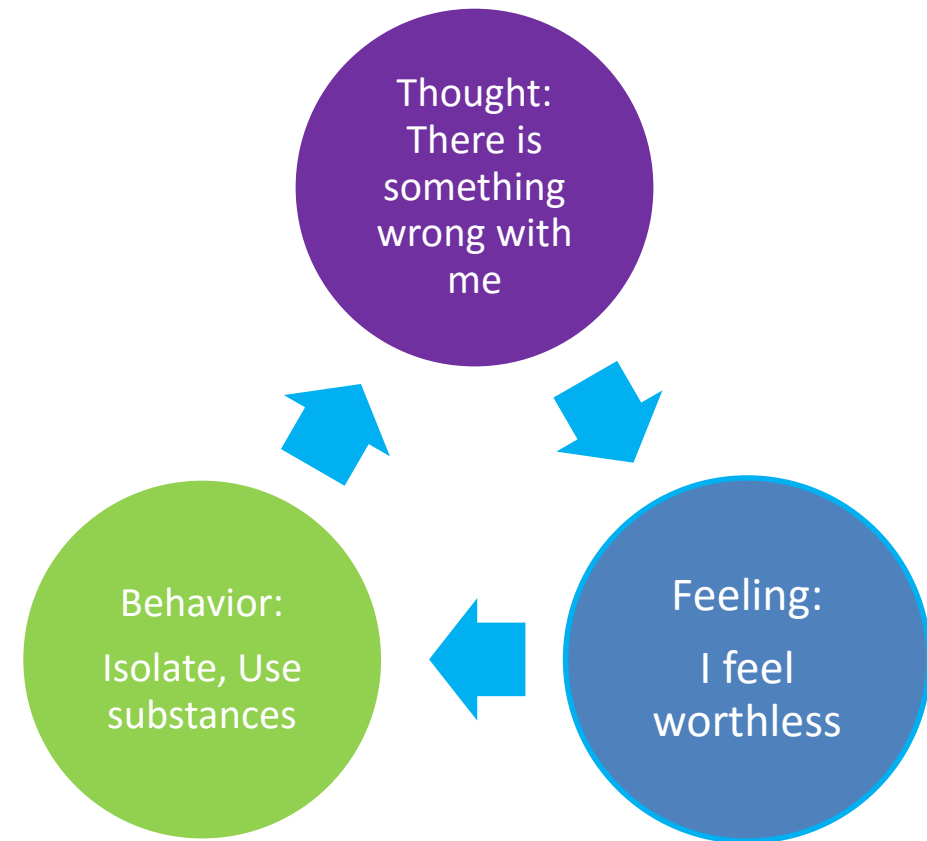 Thought:
There is
something
wrong with
me
Feeling:
I feel
worthless
Behavior:
Isolate, Use
substances